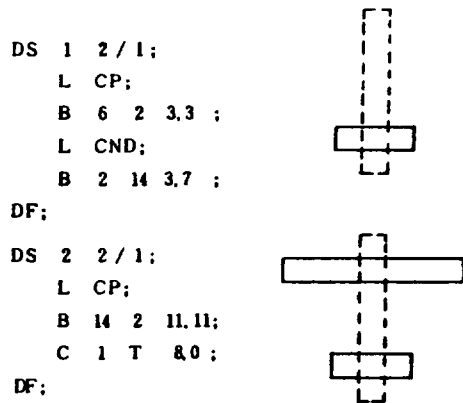 DS 1 2/1;
L CP;
B 6 2 3,3 ;
L CND;
B 2 14 3,7 ;
DF;
DS 2 2/1;
L CP;
B 14 2 11,11;
C 1 T 8,0 ;
DF;